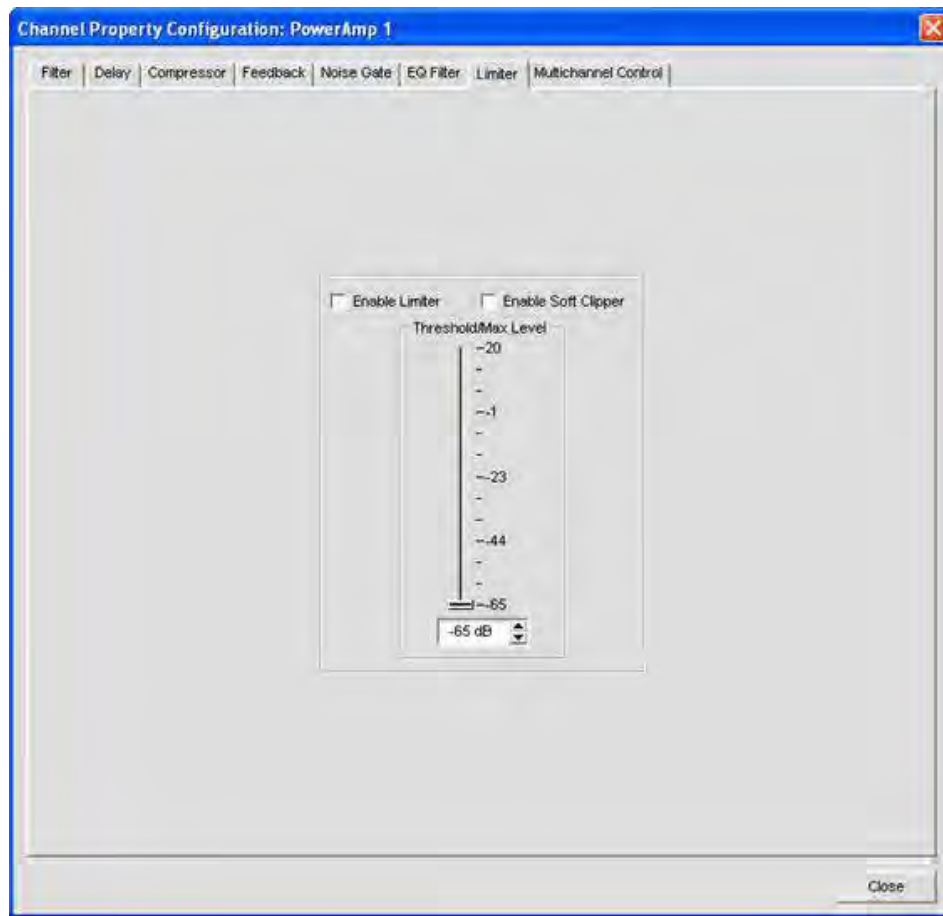 Channel Property Configuration: PowerAmp 1
Filter Delay Compressor Feedback Noise Gate EQ Filter Limiter Multichannel Control
Enable Limiter Enable Soft Clipper
Threshold/Max Level
20
-1
-23
-44
-65
-65 dB
Close